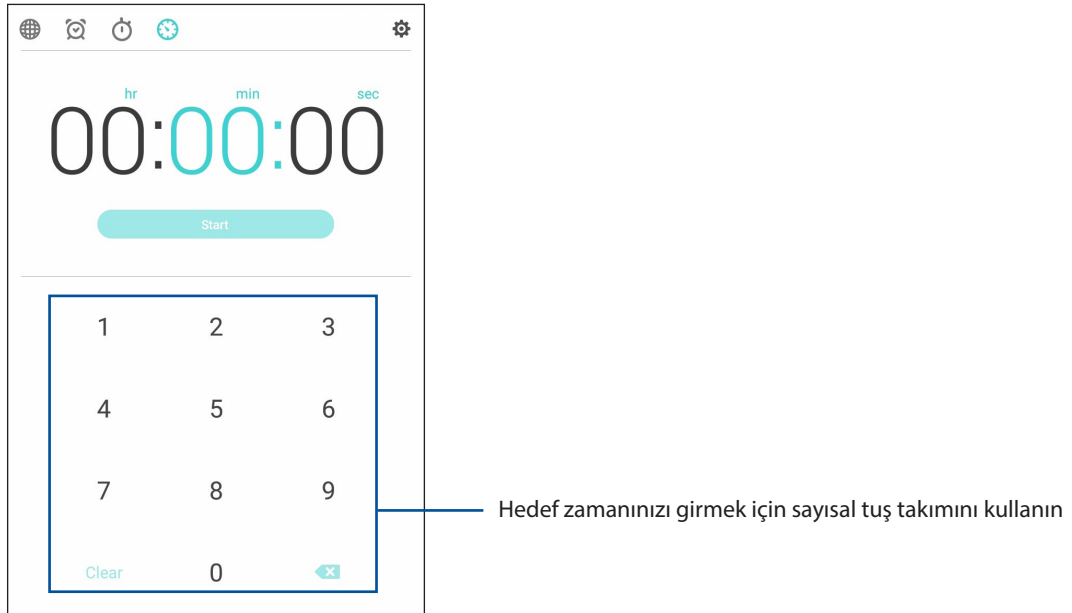 hr min sec
00:00:00
Start
1 2 3
4 5 6
7 8 9
Hedef zamanınızı girmek için sayısal tuş takımını kullanın
Clear 0